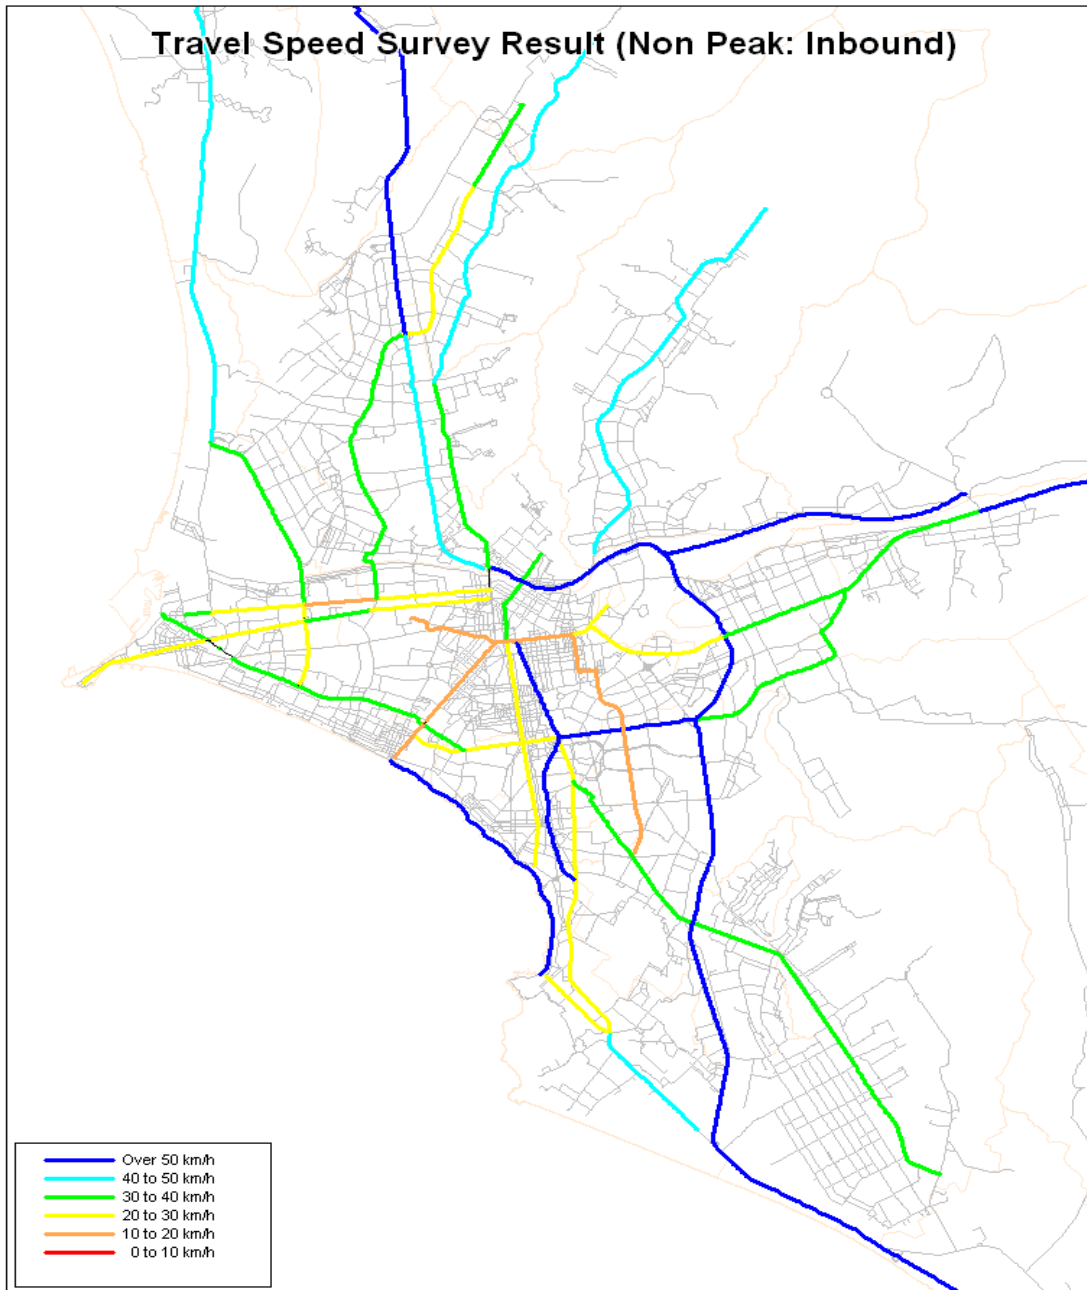 Travel Speed Survey Result (Non Peak: Inbound)
Over 50 km/h
40 to 50 km/h
30 to 40 km/h
20 to 30 km/h
10 to 20 km/h
0 to 10 km/h